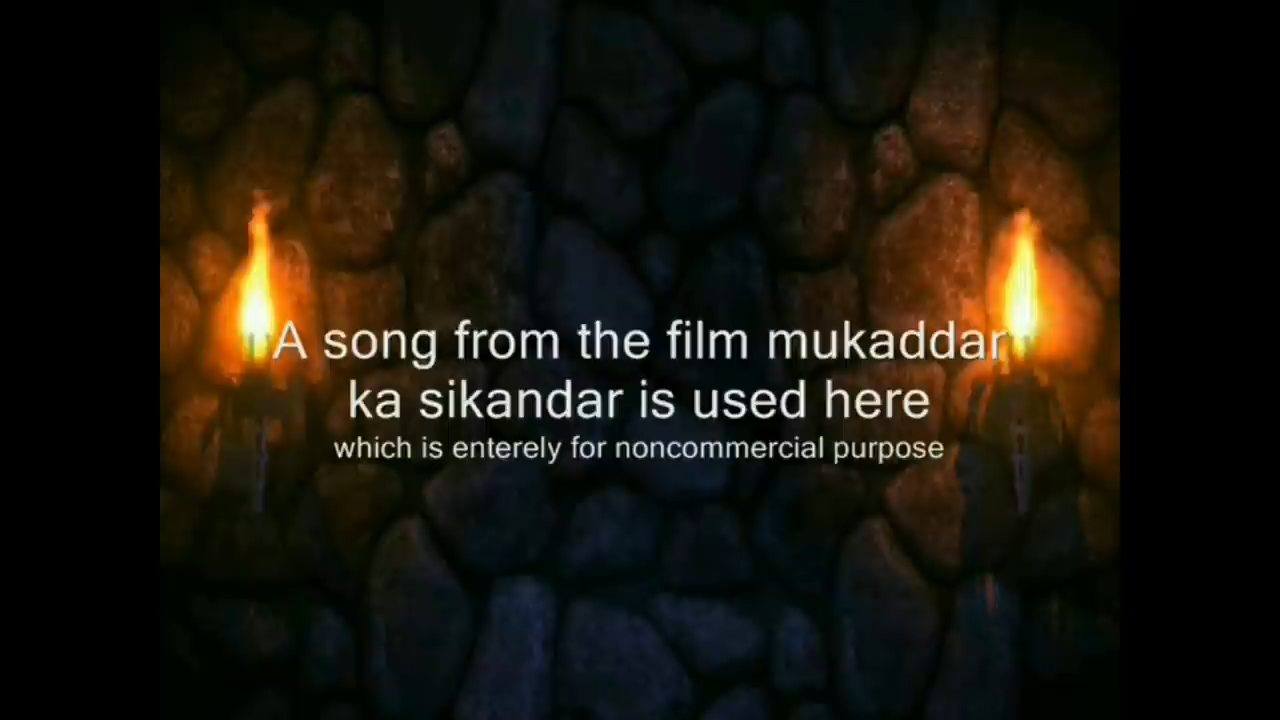 A song from the film mukaddar
ka sikandar is used here
which is enterely for noncommercial purpose